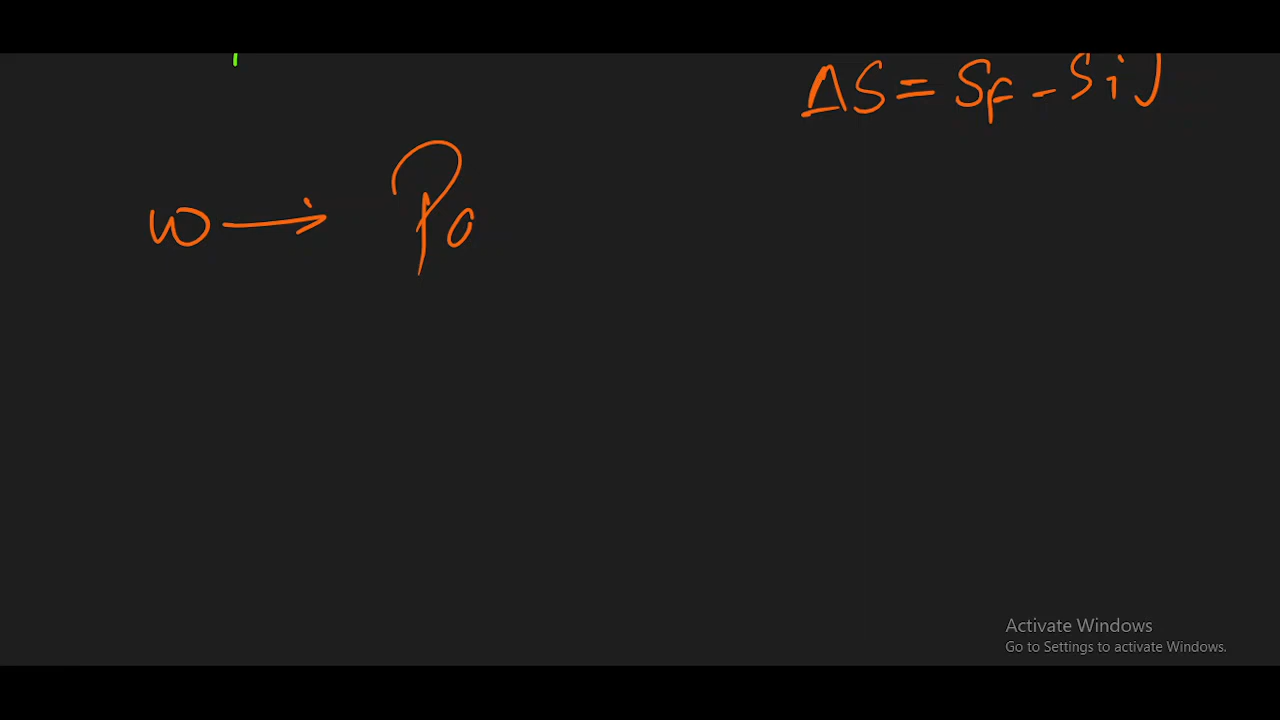 ΔS = SF - Si J
w → Po
Activate Windows
Go to Settings to activate Windows.